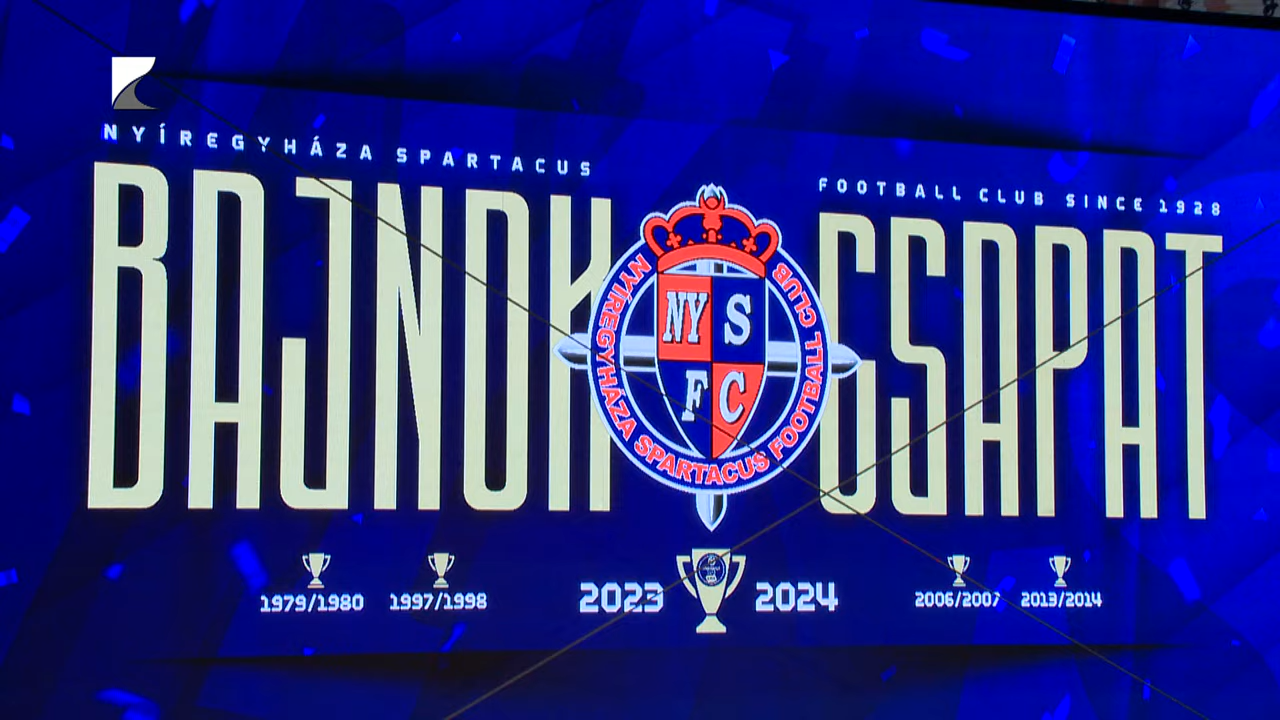 NYÍREGYHÁZA SPARTACUS
FOOTBALL CLUB SINCE 1928
BAJNOK CSAPAT
NYÍREGYHÁZA SPARTACUS FOOTBALL CLUB
NY S
F C
1979/1980
1997/1998
2023 2024
2006/2007
2013/2014